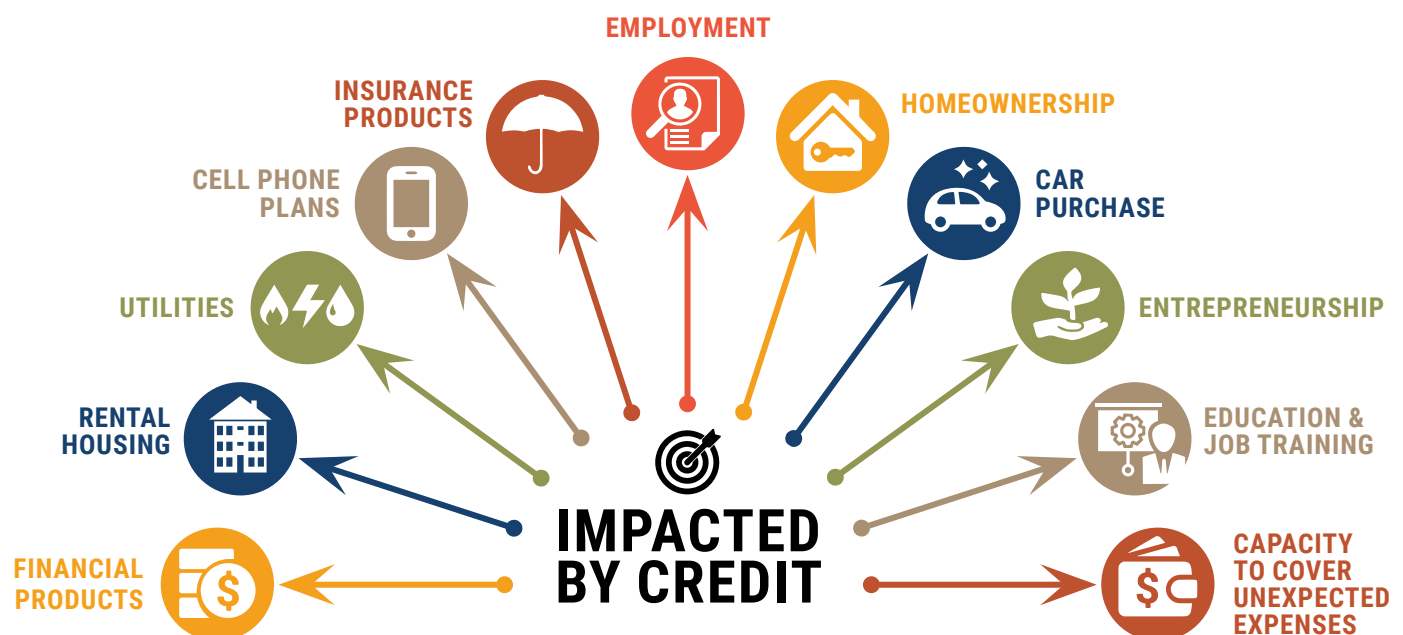 EMPLOYMENT
INSURANCE
PRODUCTS
HOMEOWNERSHIP
CELL PHONE
PLANS
CAR
PURCHASE
UTILITIES
ENTREPRENEURSHIP
RENTAL
HOUSING
EDUCATION &
JOB TRAINING
IMPACTED
BY CREDIT
FINANCIAL
PRODUCTS
$
$
CAPACITY
TO COVER
UNEXPECTED
EXPENSES